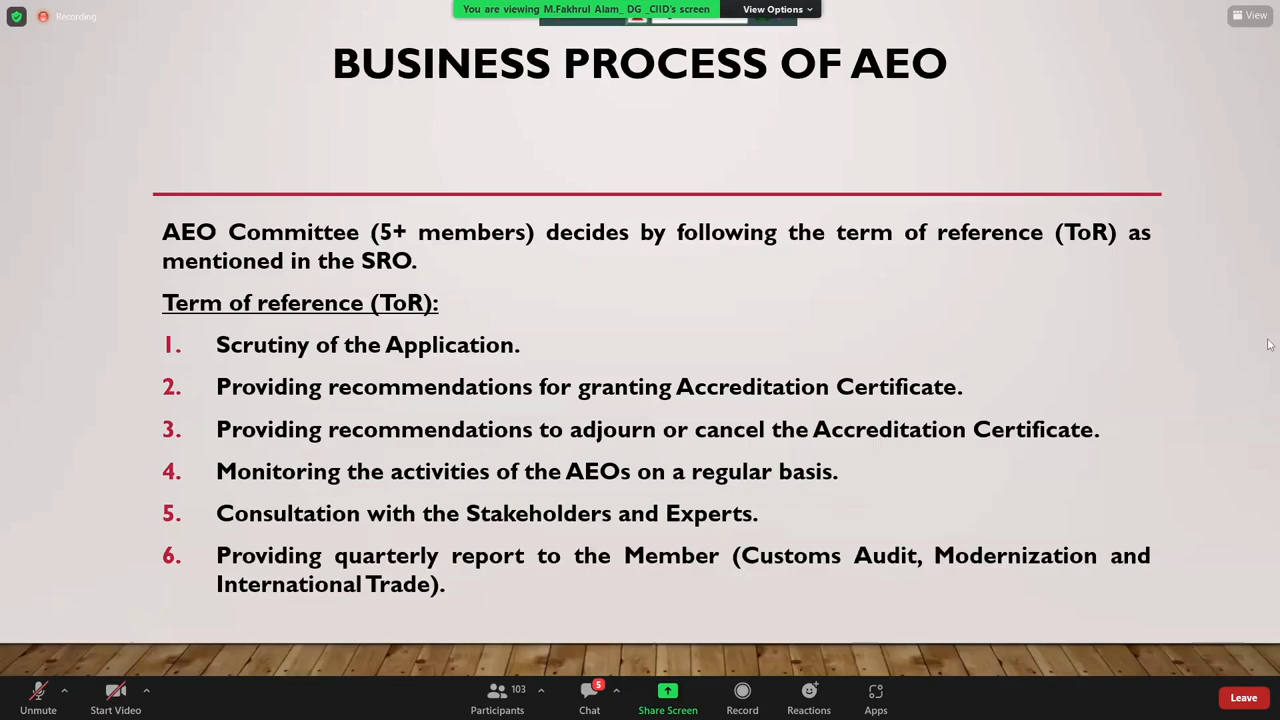 Recording
You are viewing M.Fakhrul Alam_ DG _CIID's screen
View Options
View
BUSINESS PROCESS OF AEO
AEO Committee (5+ members) decides by following the term of reference (ToR) as
mentioned in the SRO.
Term of reference (ToR):
1. Scrutiny of the Application.
2. Providing recommendations for granting Accreditation Certificate.
3. Providing recommendations to adjourn or cancel the Accreditation Certificate.
4. Monitoring the activities of the AEOs on a regular basis.
5. Consultation with the Stakeholders and Experts.
6. Providing quarterly report to the Member (Customs Audit, Modernization and
International Trade).
Unmute
Start Video
103
Participants
5
Chat
Share Screen
Record
Reactions
Apps
Leave